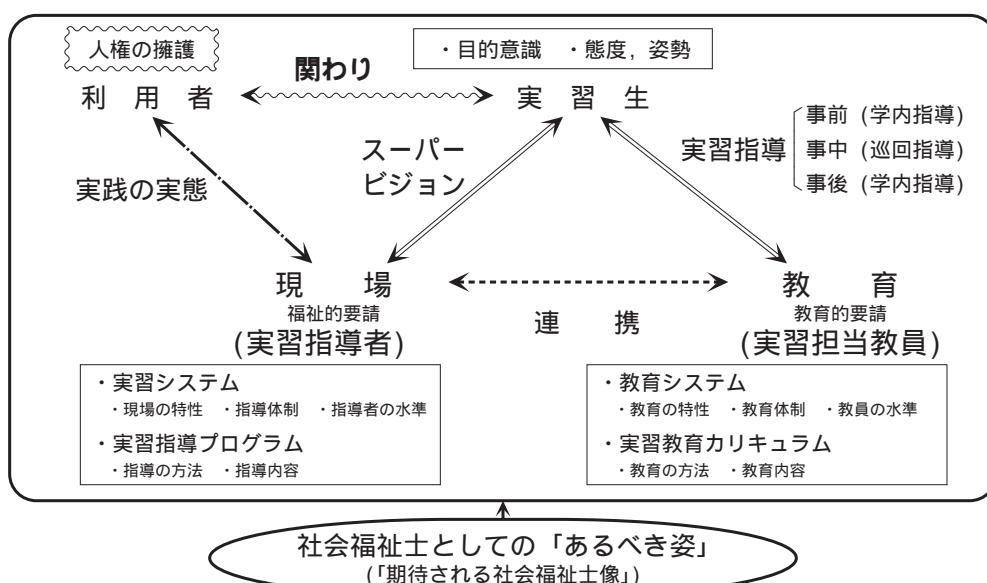 人権の擁護
・目的意識 ・態度，姿勢
関わり
利 用 者
実 習 生
スーパー
ビジョン
実習指導
事前（学内指導）
事中（巡回指導）
事後（学内指導）
実践の実態
現 場
福祉的要請
（実習指導者）
連 携
教 育
教育的要請
（実習担当教員）
・実習システム
・現場の特性 ・指導体制 ・指導者の水準
・実習指導プログラム
・指導の方法 ・指導内容
・教育システム
・教育の特性 ・教育体制 ・教員の水準
・実習教育カリキュラム
・教育の方法 ・教育内容
社会福祉士としての「あるべき姿」
（「期待される社会福祉士像」）